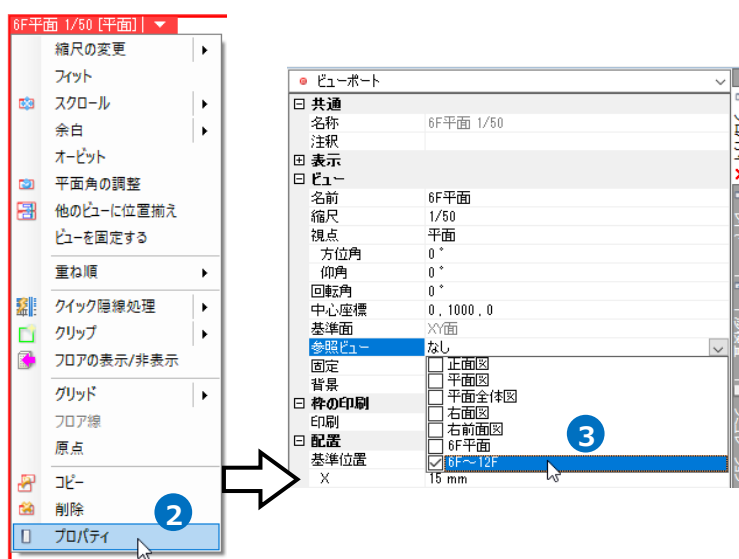 6F平面 1/50 [平面]
縮尺の変更
フィット
スクロール
余白
オービット
平面角の調整
他のビューに位置揃え
ビューを固定する
重ね順
クイック隠線処理
クリップ
フロアの表示/非表示
グリッド
フロア線
原点
コピー
削除
プロパティ
2
ビューポート
共通
名称 6F平面 1/50
注釈
表示
ビュー
名前 6F平面
縮尺 1/50
視点 平面
方位角 0 °
仰角 0 °
回転角 0 °
中心座標 0 , 1000 , 0
基準面 XY面
参照ビュー なし
固定 正面図
平面図
背景 平面全体図
枠の印刷 右面図
印刷 右前面図
配置 6F平面
基準位置 6F～12F
X 15 mm
3